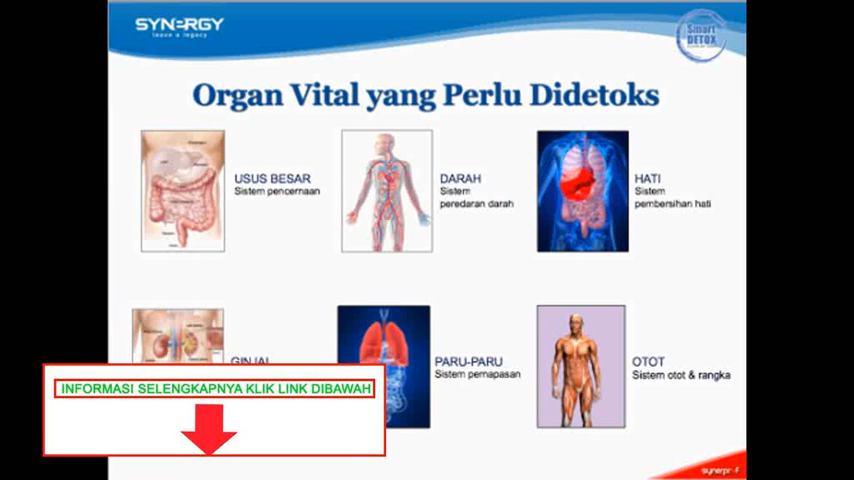 SYNERGY
leave a legacy
Smart
DETOX
Organ Vital yang Perlu Didetoks
USUS BESAR
Sistem pencernaan
DARAH
Sistem
peredaran darah
HATI
Sistem
pembersihan hati
GINJAL
PARU-PARU
Sistem pernapasan
OTOT
Sistem otot & rangka
INFORMASI SELENGKAPNYA KLIK LINK DIBAWAH